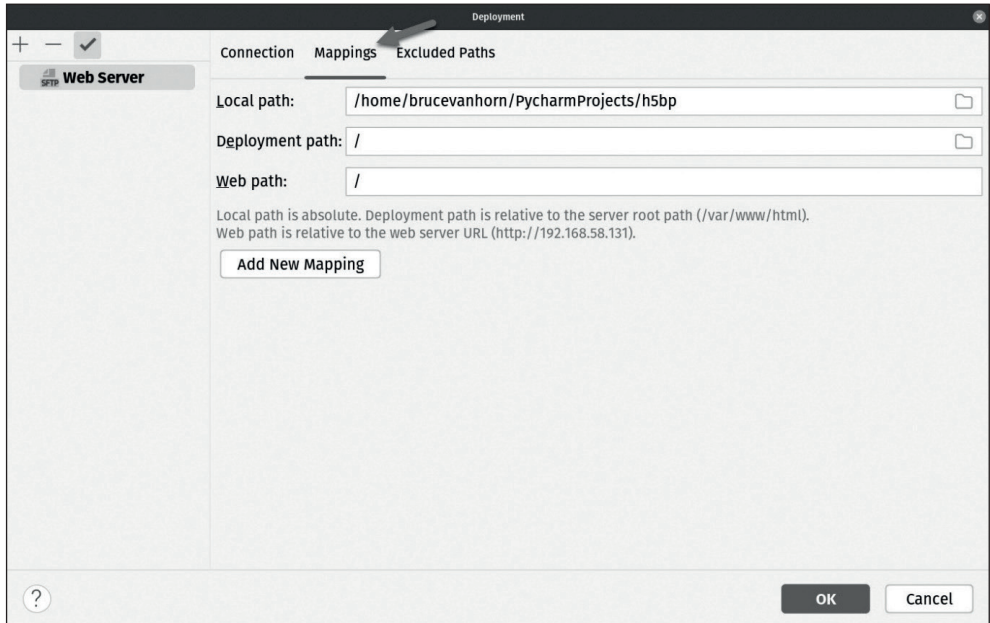 Deployment
Web Server
SFTP
Connection Mappings Excluded Paths
Local path: /home/brucevanhorn/PycharmProjects/h5bp
Deployment path: /
Web path: /
Local path is absolute. Deployment path is relative to the server root path (/var/www/html).
Web path is relative to the web server URL (http://192.168.58.131).
Add New Mapping
?
OK Cancel